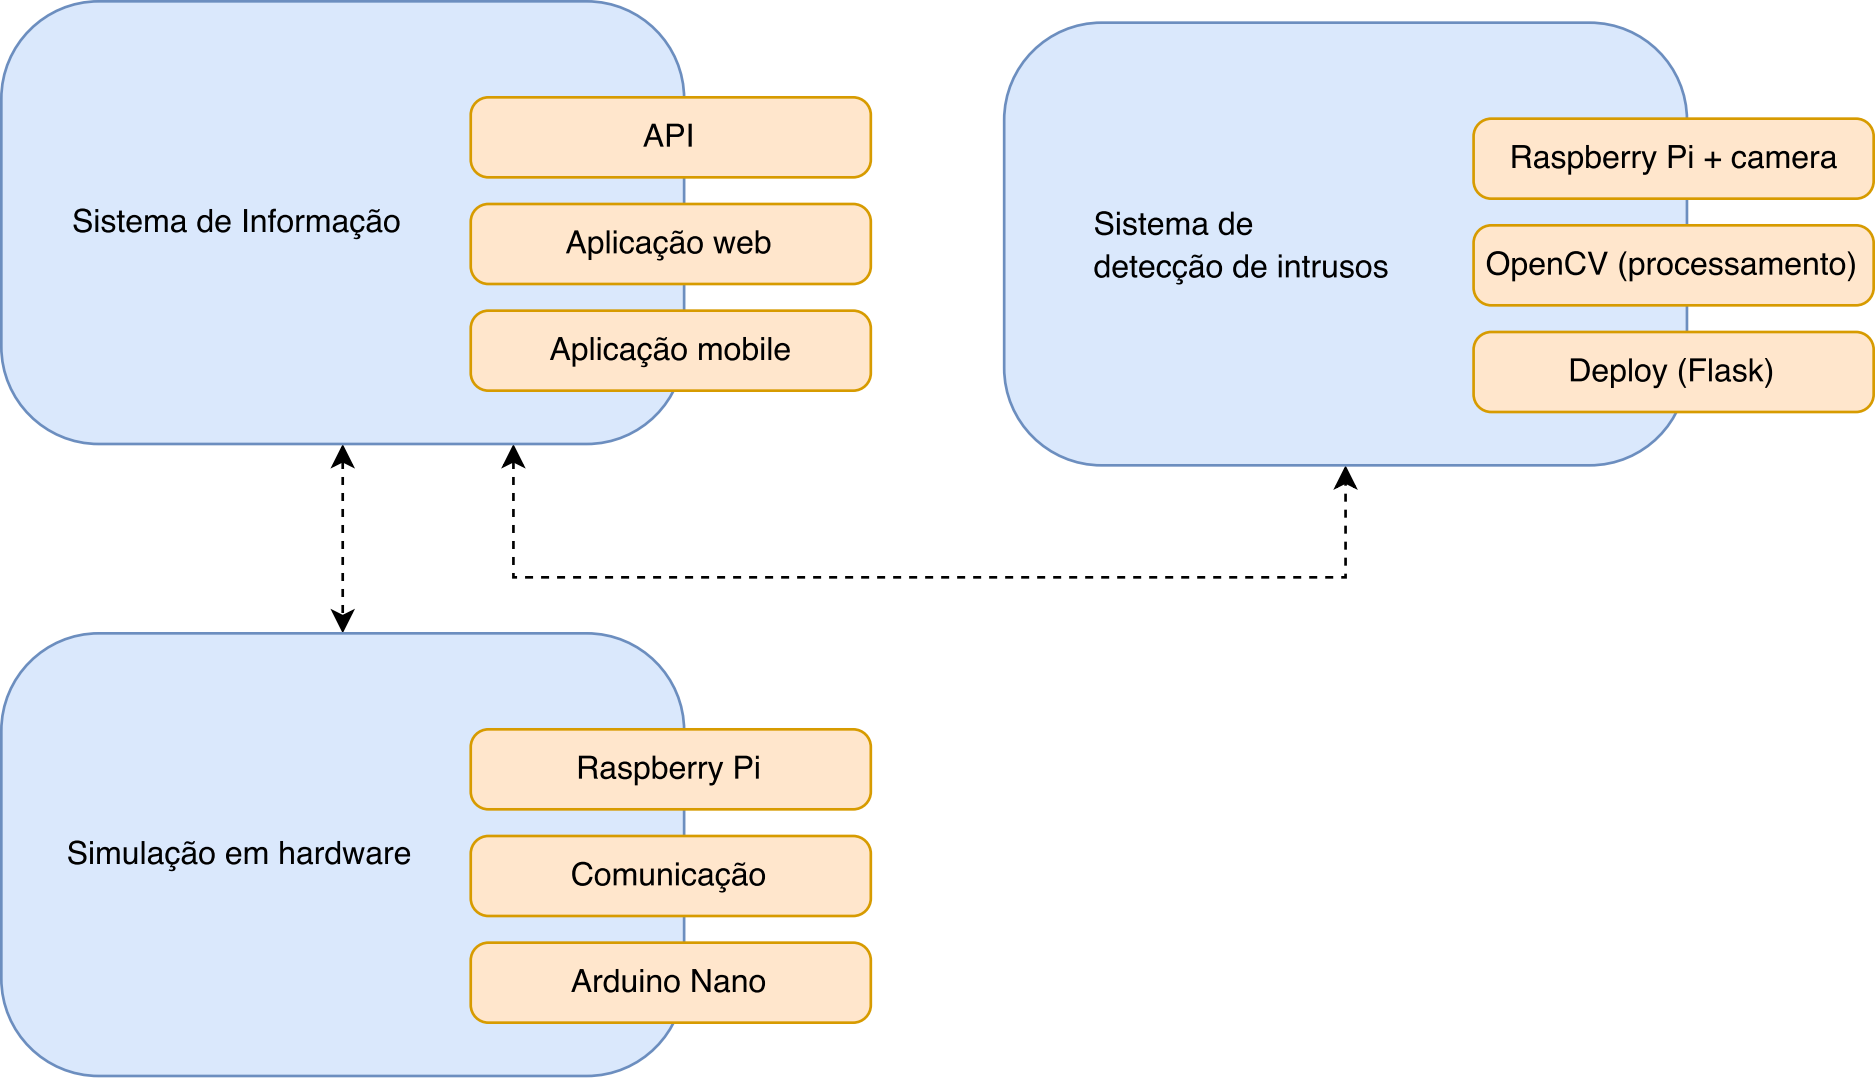 Sistema de Informação
API
Aplicação web
Aplicação mobile
Sistema de
detecção de intrusos
Raspberry Pi + camera
OpenCV (processamento)
Deploy (Flask)
Simulação em hardware
Raspberry Pi
Comunicação
Arduino Nano